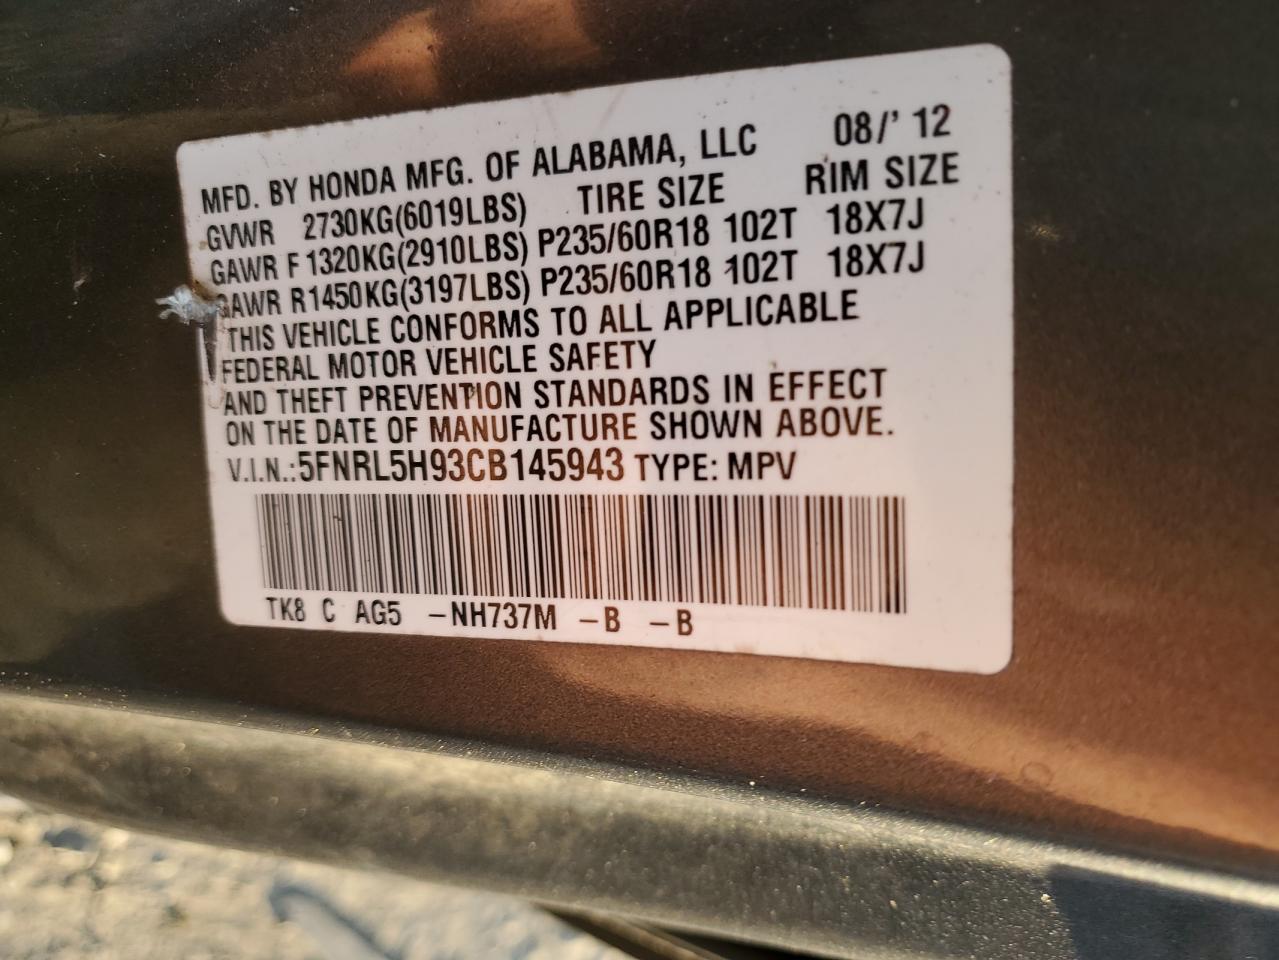 MFD. BY HONDA MFG. OF ALABAMA, LLC 08/' 12
GVWR 2730KG(6019LBS) TIRE SIZE RIM SIZE
GAWR F 1320KG(2910LBS) P235/60R18 102T 18X7J
GAWR R1450KG(3197LBS) P235/60R18 102T 18X7J
THIS VEHICLE CONFORMS TO ALL APPLICABLE
FEDERAL MOTOR VEHICLE SAFETY
AND THEFT PREVENTION STANDARDS IN EFFECT
ON THE DATE OF MANUFACTURE SHOWN ABOVE.
V.I.N.:5FNRL5H93CB145943 TYPE: MPV
TK8 C AG5 –NH737M –B –B